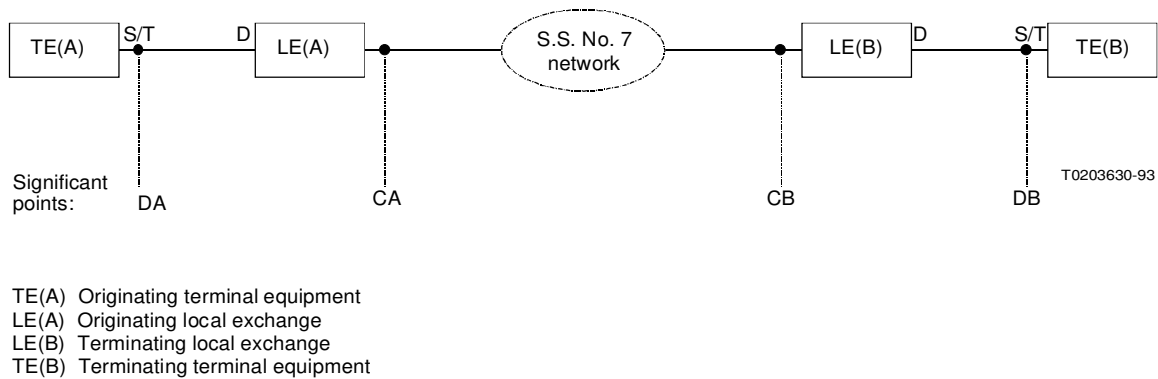 TE(A)
S/T
D
LE(A)
S.S. No. 7
network
LE(B)
D
S/T
TE(B)
T0203630-93
Significant
points:
DA
CA
CB
DB
TE(A) Originating terminal equipment
LE(A) Originating local exchange
LE(B) Terminating local exchange
TE(B) Terminating terminal equipment